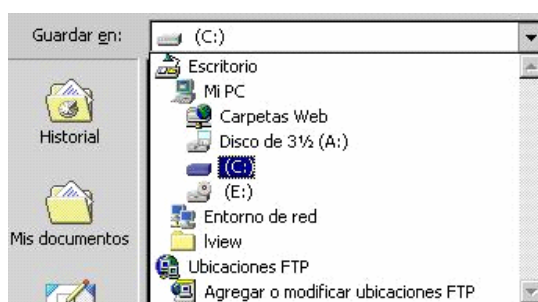 Guardar en: (C:)
Escritorio
Mi PC
Carpetas Web
Historial
Disco de 3½ (A:)
(C:)
(E:)
Entorno de red
Mis documentos
lview
Ubicaciones FTP
Agregar o modificar ubicaciones FTP